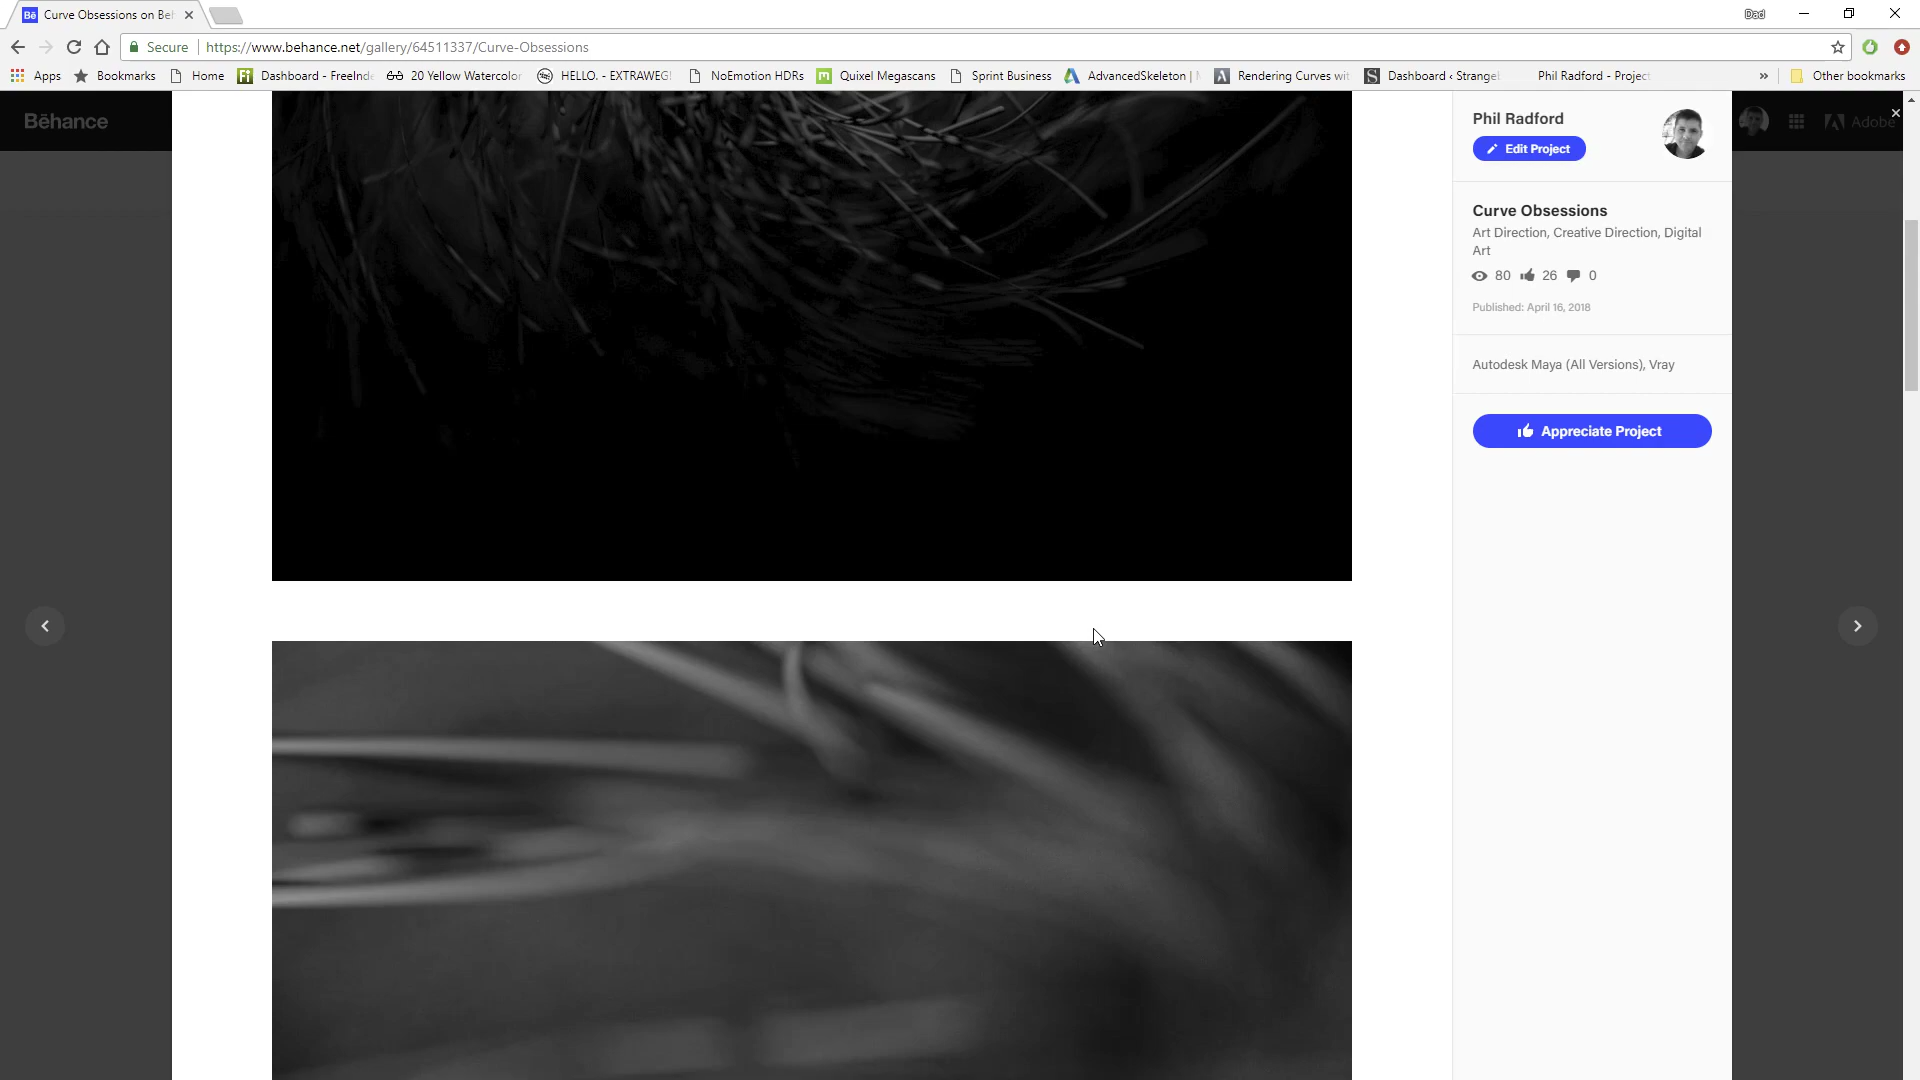 Curve Obsessions on Be
Dad
Secure
https://www.behance.net/gallery/64511337/Curve-Obsessions
Apps
Bookmarks
Home
Dashboard - FreeInde
20 Yellow Watercolor
HELLO. - EXTRAWEG
NoEmotion HDRs
Quixel Megascans
Sprint Business
AdvancedSkeleton |
Rendering Curves wit
Dashboard ‹ Strange
Phil Radford - Project
»
Other bookmarks
Bēhance
Adobe
Phil Radford
Edit Project
Curve Obsessions
Art Direction, Creative Direction, Digital
Art
80 26 0
Published: April 16, 2018
Autodesk Maya (All Versions), Vray
Appreciate Project